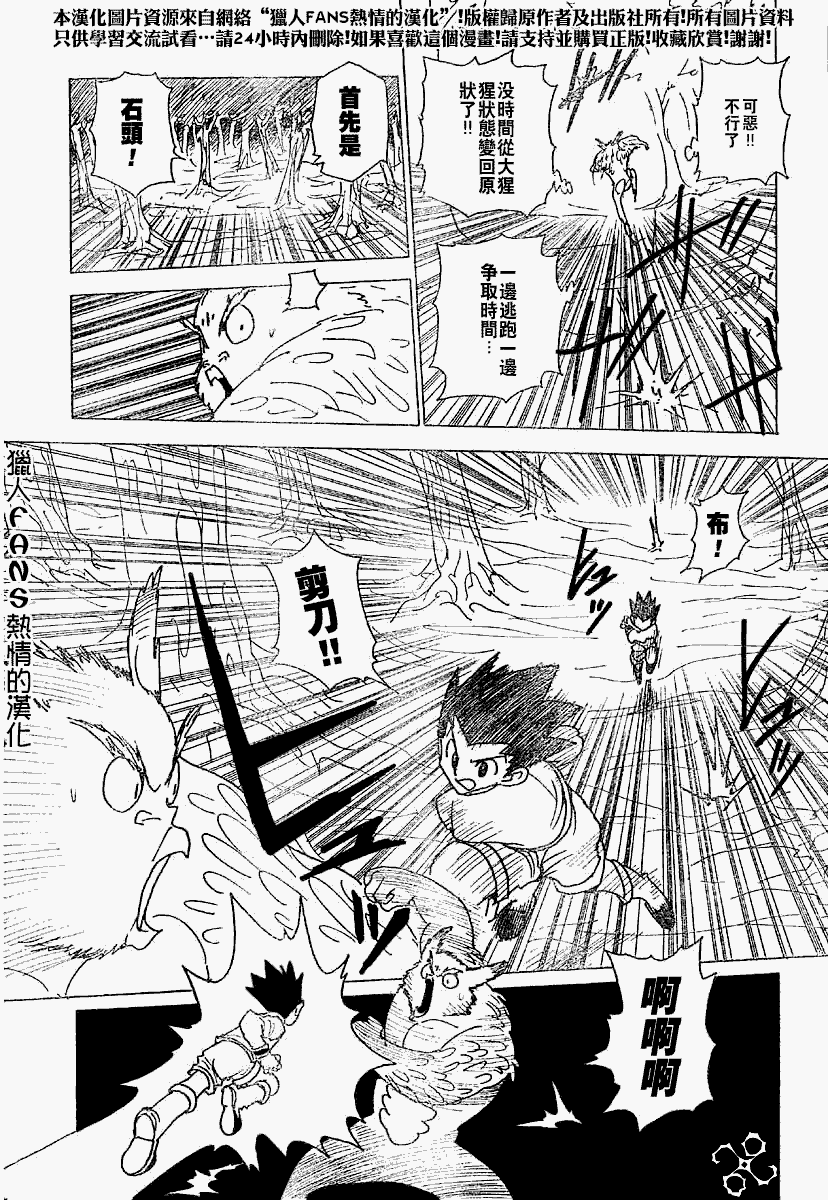 本漢化圖片資源來自網絡“獵人FANS熱情的漢化”!版權歸原作者及出版社所有!所有圖片資料
只供學習交流試看…請24小時內刪除!如果喜歡這個漫畫!請支持並購買正版!收藏欣賞!謝謝!
可惡!!
不行了
没時間從大猩
猩狀態變回原
狀了!!
一邊逃跑一邊
争取時間…
首先是
石頭!
布!
ビュッ
剪刀!!
獵人FANS熱情的漢化
啊啊啊